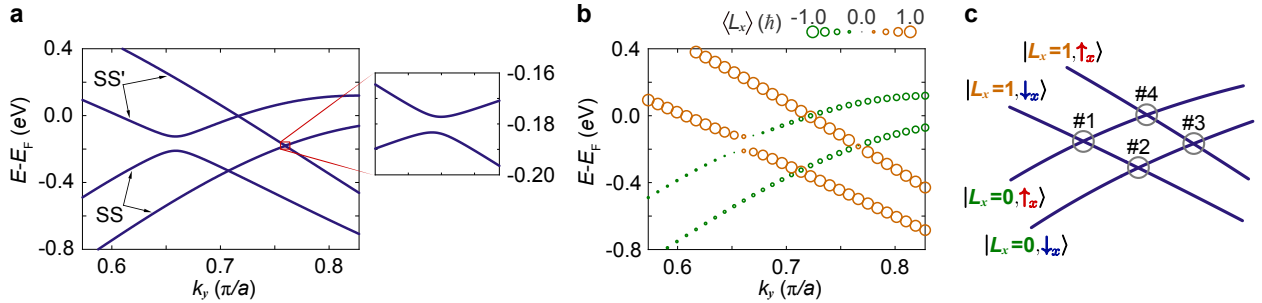 a
0.4
0.0
-0.4
-0.8
E-E_F (eV)
SS'
SS
0.6
0.7
0.8
k_y (π/a)
-0.16
-0.18
-0.20
b
⟨L_x⟩ (ℏ)
-1.0
0.0
1.0
0.4
0.0
-0.4
-0.8
E-E_F (eV)
0.6
0.7
0.8
k_y (π/a)
c
|L_x=1,↑_x⟩
|L_x=1,↓_x⟩
#4
#1
#3
#2
|L_x=0,↑_x⟩
|L_x=0,↓_x⟩